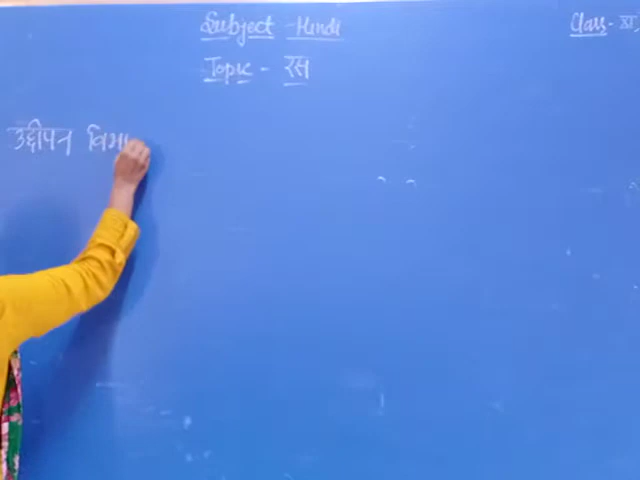 Subject - Hindi
Class - XI
Topic - रस
उद्दीपन विभा